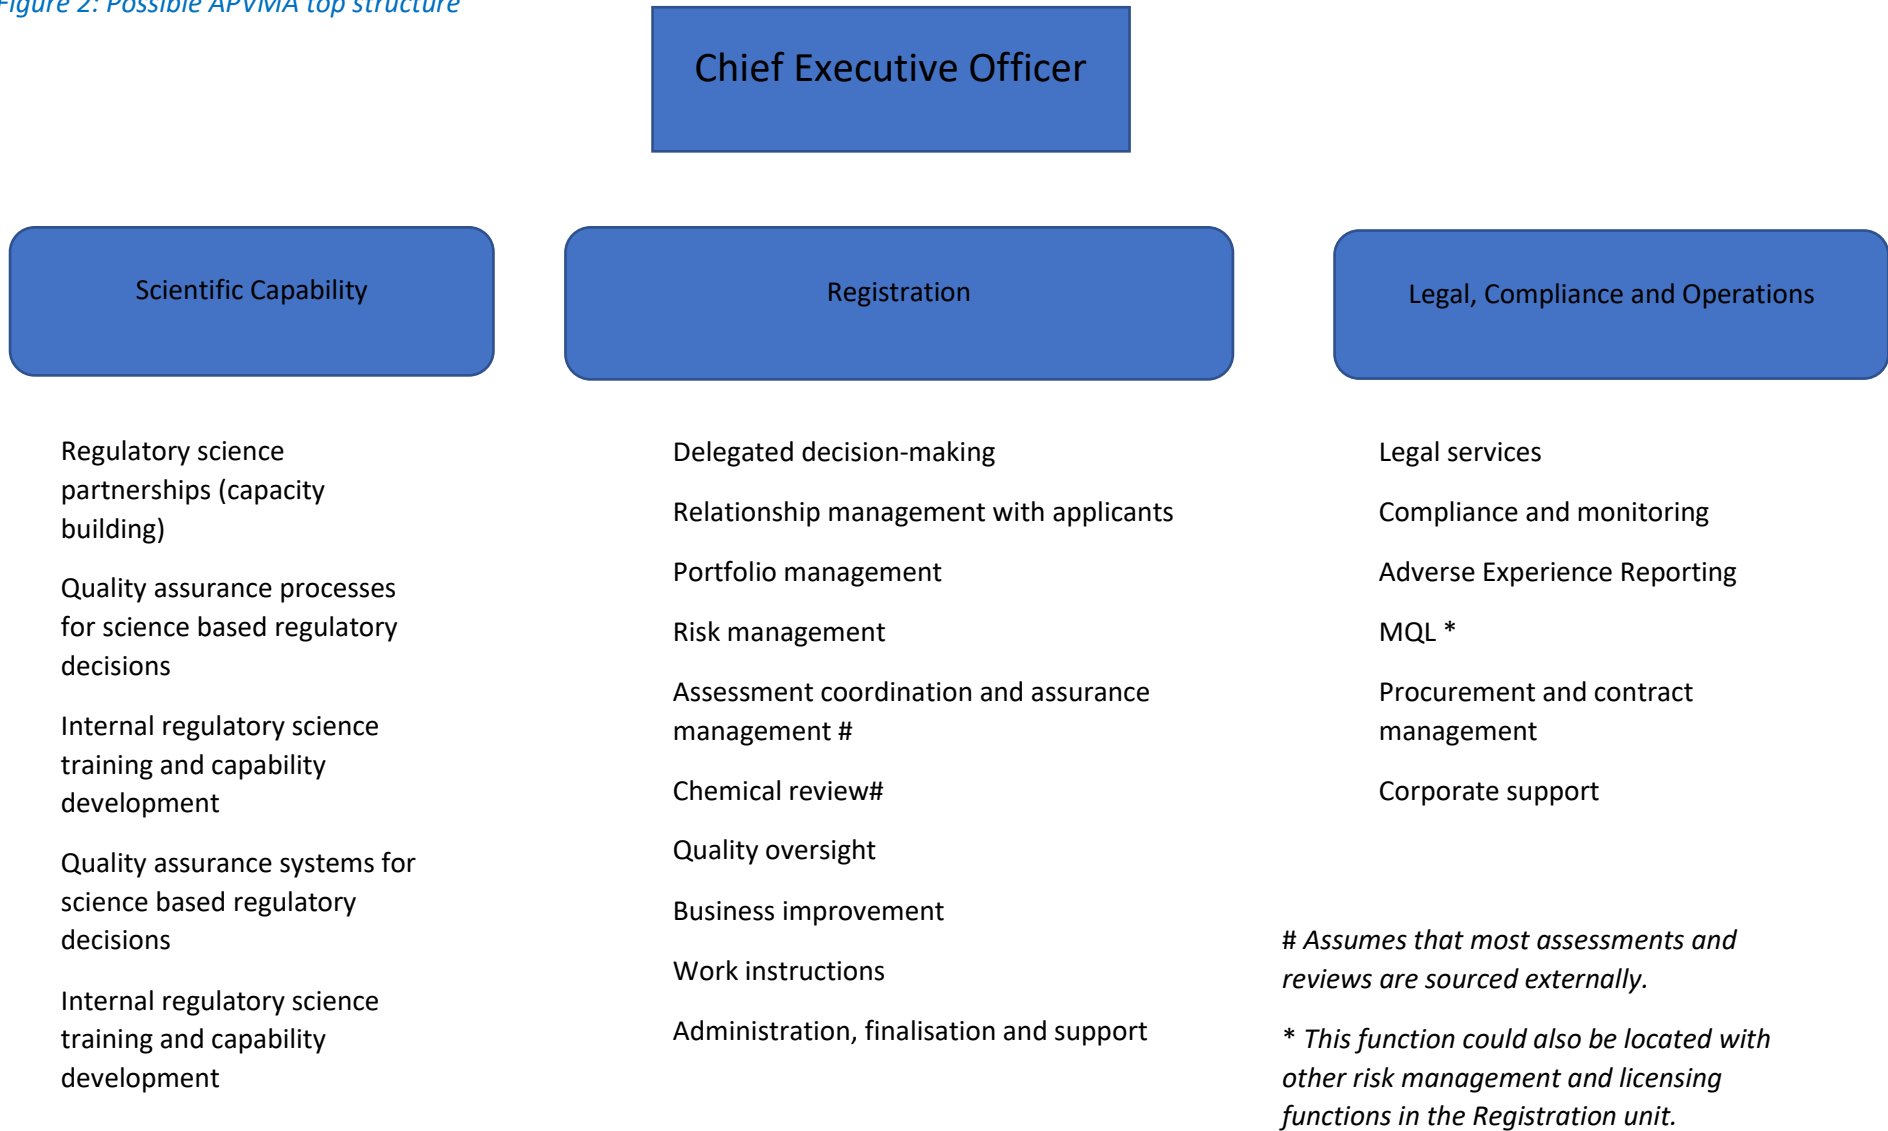 Figure 2: Possible APVMA top structure
Chief Executive Officer
Scientific Capability
Registration
Legal, Compliance and Operations
Regulatory science
partnerships (capacity
building)
Quality assurance processes
for science based regulatory
decisions
Internal regulatory science
training and capability
development
Quality assurance systems for
science based regulatory
decisions
Internal regulatory science
training and capability
development
Delegated decision-making
Relationship management with applicants
Portfolio management
Risk management
Assessment coordination and assurance
management #
Chemical review#
Quality oversight
Business improvement
Work instructions
Administration, finalisation and support
Legal services
Compliance and monitoring
Adverse Experience Reporting
MQL *
Procurement and contract
management
Corporate support
# Assumes that most assessments and
reviews are sourced externally.
* This function could also be located with
other risk management and licensing
functions in the Registration unit.